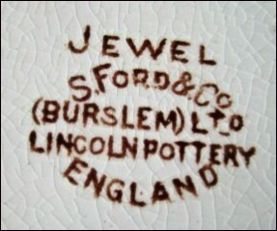 JEWEL
S. FORD & Co
(BURSLEM) LTD
LINCOLN POTTERY
ENGLAND